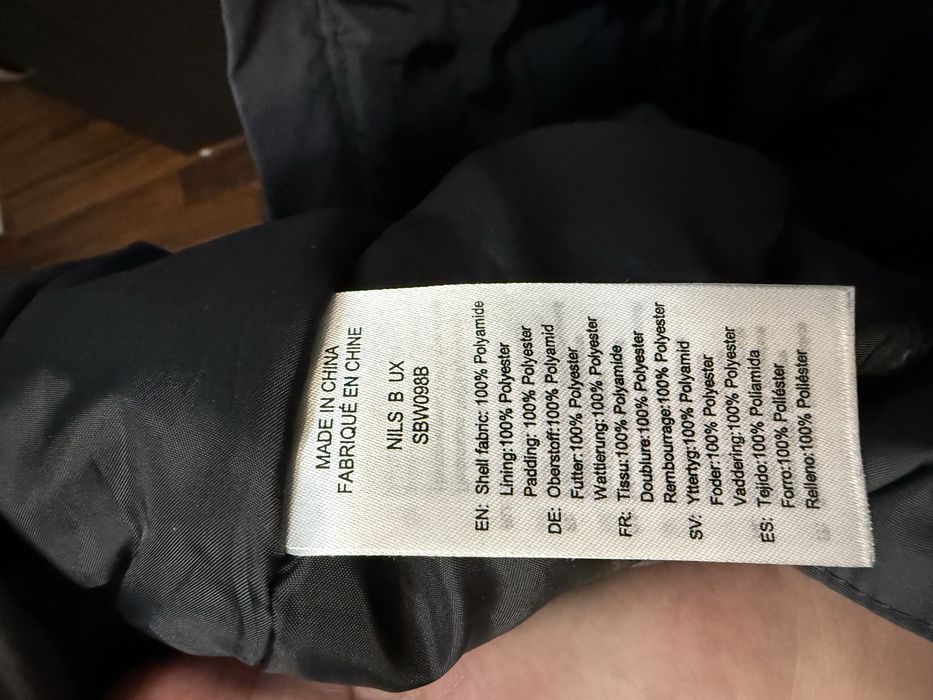 MADE IN CHINA
FABRIQUÉ EN CHINE
NILS B UX
SBW098B
EN: Shell fabric: 100% Polyamide
Lining:100% Polyester
Padding: 100% Polyester
DE: Oberstoff:100% Polyamid
Futter:100% Polyester
Wattierung:100% Polyester
FR: Tissu:100% Polyamide
Doublure:100% Polyester
Rembourrage:100% Polyester
SV: Yttertyg:100% Polyamid
Foder:100% Polyester
Vaddering:100% Polyester
ES: Tejido:100% Poliamida
Forro:100% Poliéster
Relleno:100% Poliéster